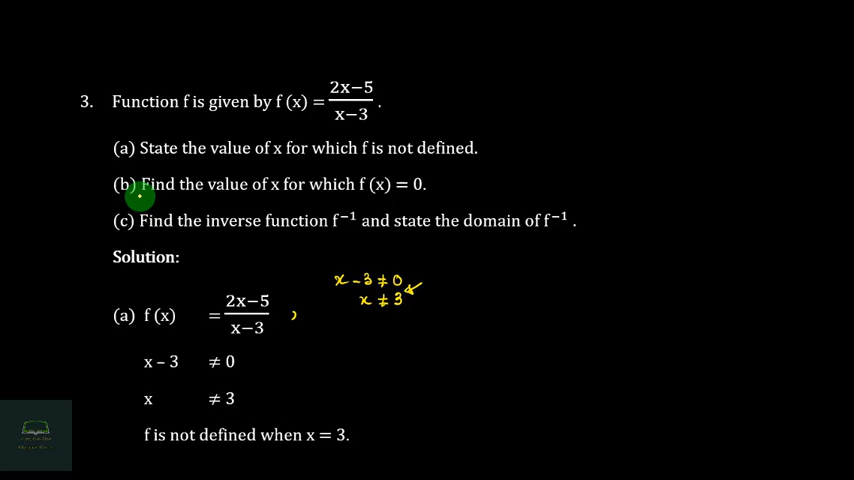 3. Function f is given by f (x) = \frac{2x−5}{x−3} .
(a) State the value of x for which f is not defined.
(b) Find the value of x for which f (x) = 0.
(c) Find the inverse function f⁻¹ and state the domain of f⁻¹ .
Solution:
x − 3 ≠ 0
x ≠ 3
(a) f (x) = \frac{2x−5}{x−3} ,
x – 3 ≠ 0
x ≠ 3
f is not defined when x = 3.